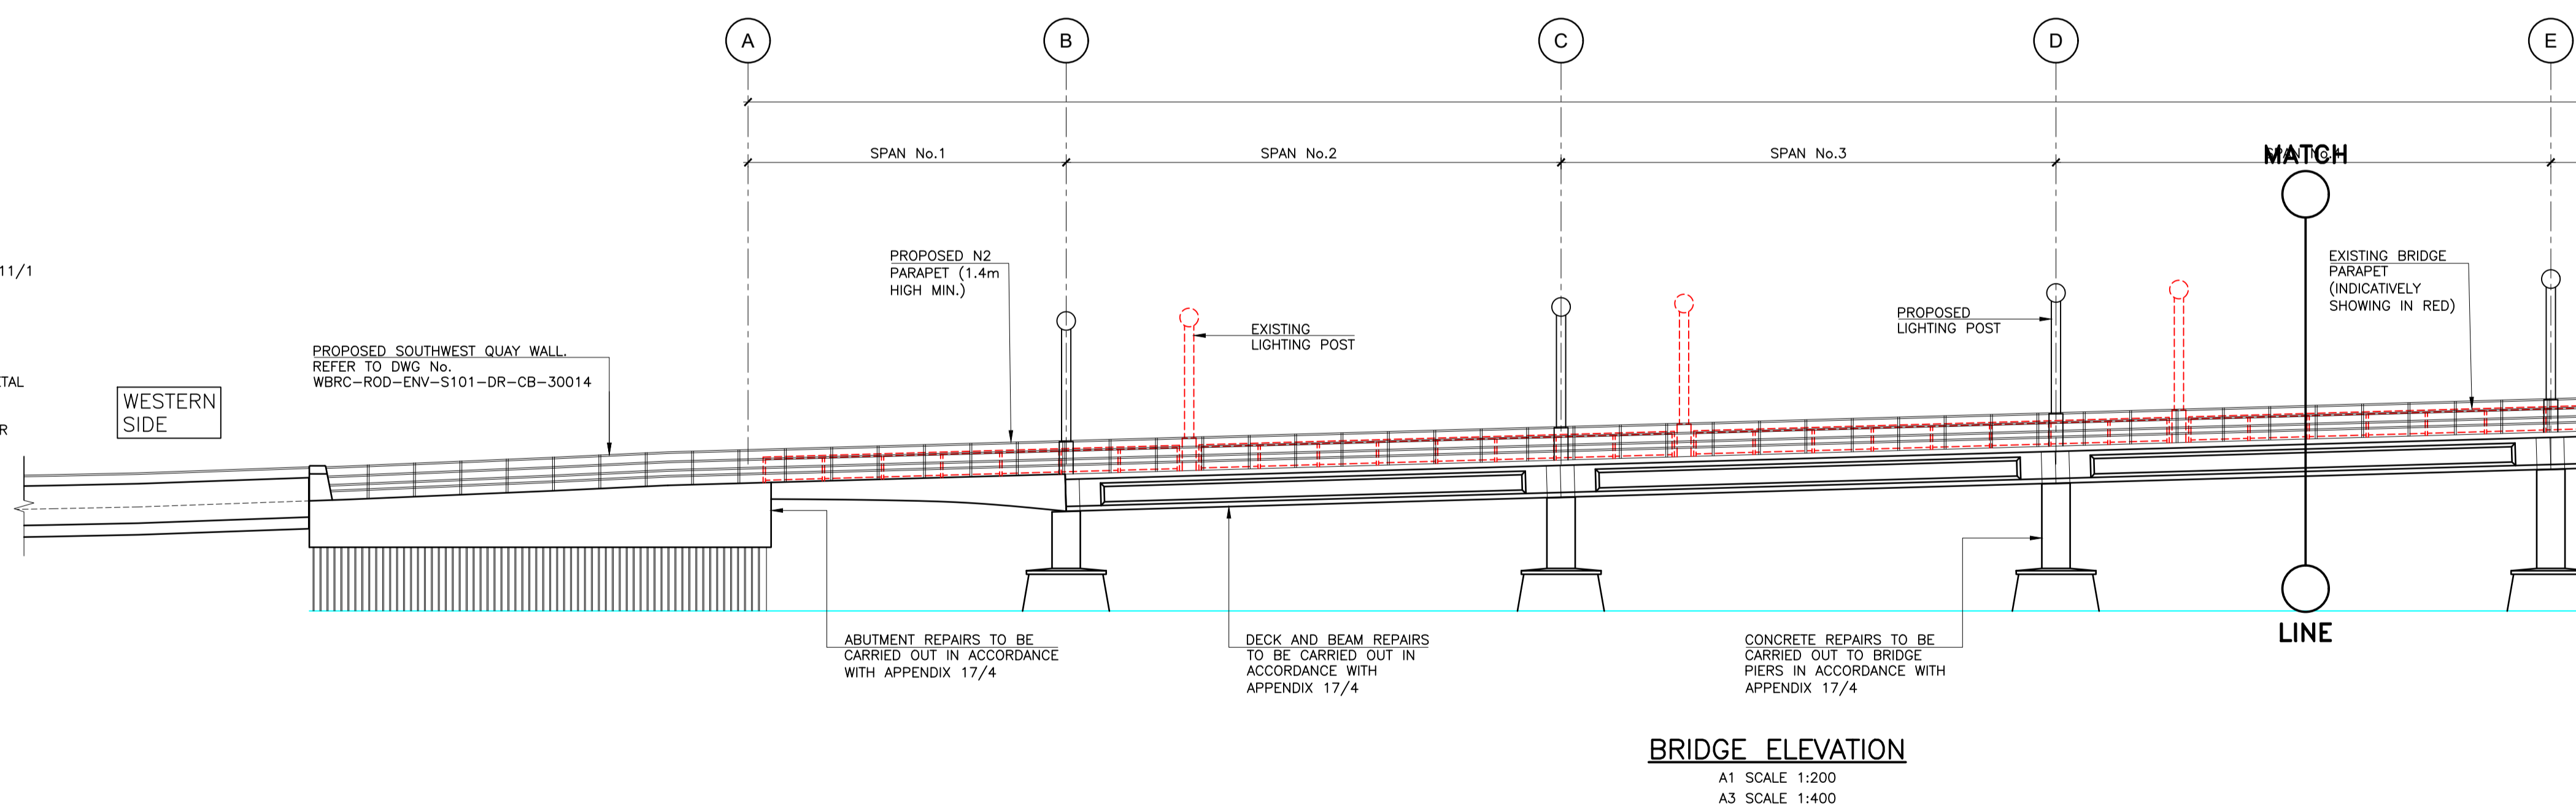 A
B
C
D
E
SPAN No.1
SPAN No.2
SPAN No.3
MATCH
11/1
PROPOSED N2
PARAPET (1.4m
HIGH MIN.)
EXISTING BRIDGE
PARAPET
(INDICATIVELY
SHOWING IN RED)
EXISTING
LIGHTING POST
PROPOSED
LIGHTING POST
PROPOSED SOUTHWEST QUAY WALL.
REFER TO DWG No.
WBRC-ROD-ENV-S101-DR-CB-30014
TAL
WESTERN
SIDE
R
LINE
ABUTMENT REPAIRS TO BE
CARRIED OUT IN ACCORDANCE
WITH APPENDIX 17/4
DECK AND BEAM REPAIRS
TO BE CARRIED OUT IN
ACCORDANCE WITH
APPENDIX 17/4
CONCRETE REPAIRS TO BE
CARRIED OUT TO BRIDGE
PIERS IN ACCORDANCE WITH
APPENDIX 17/4
BRIDGE ELEVATION
A1 SCALE 1:200
A3 SCALE 1:400